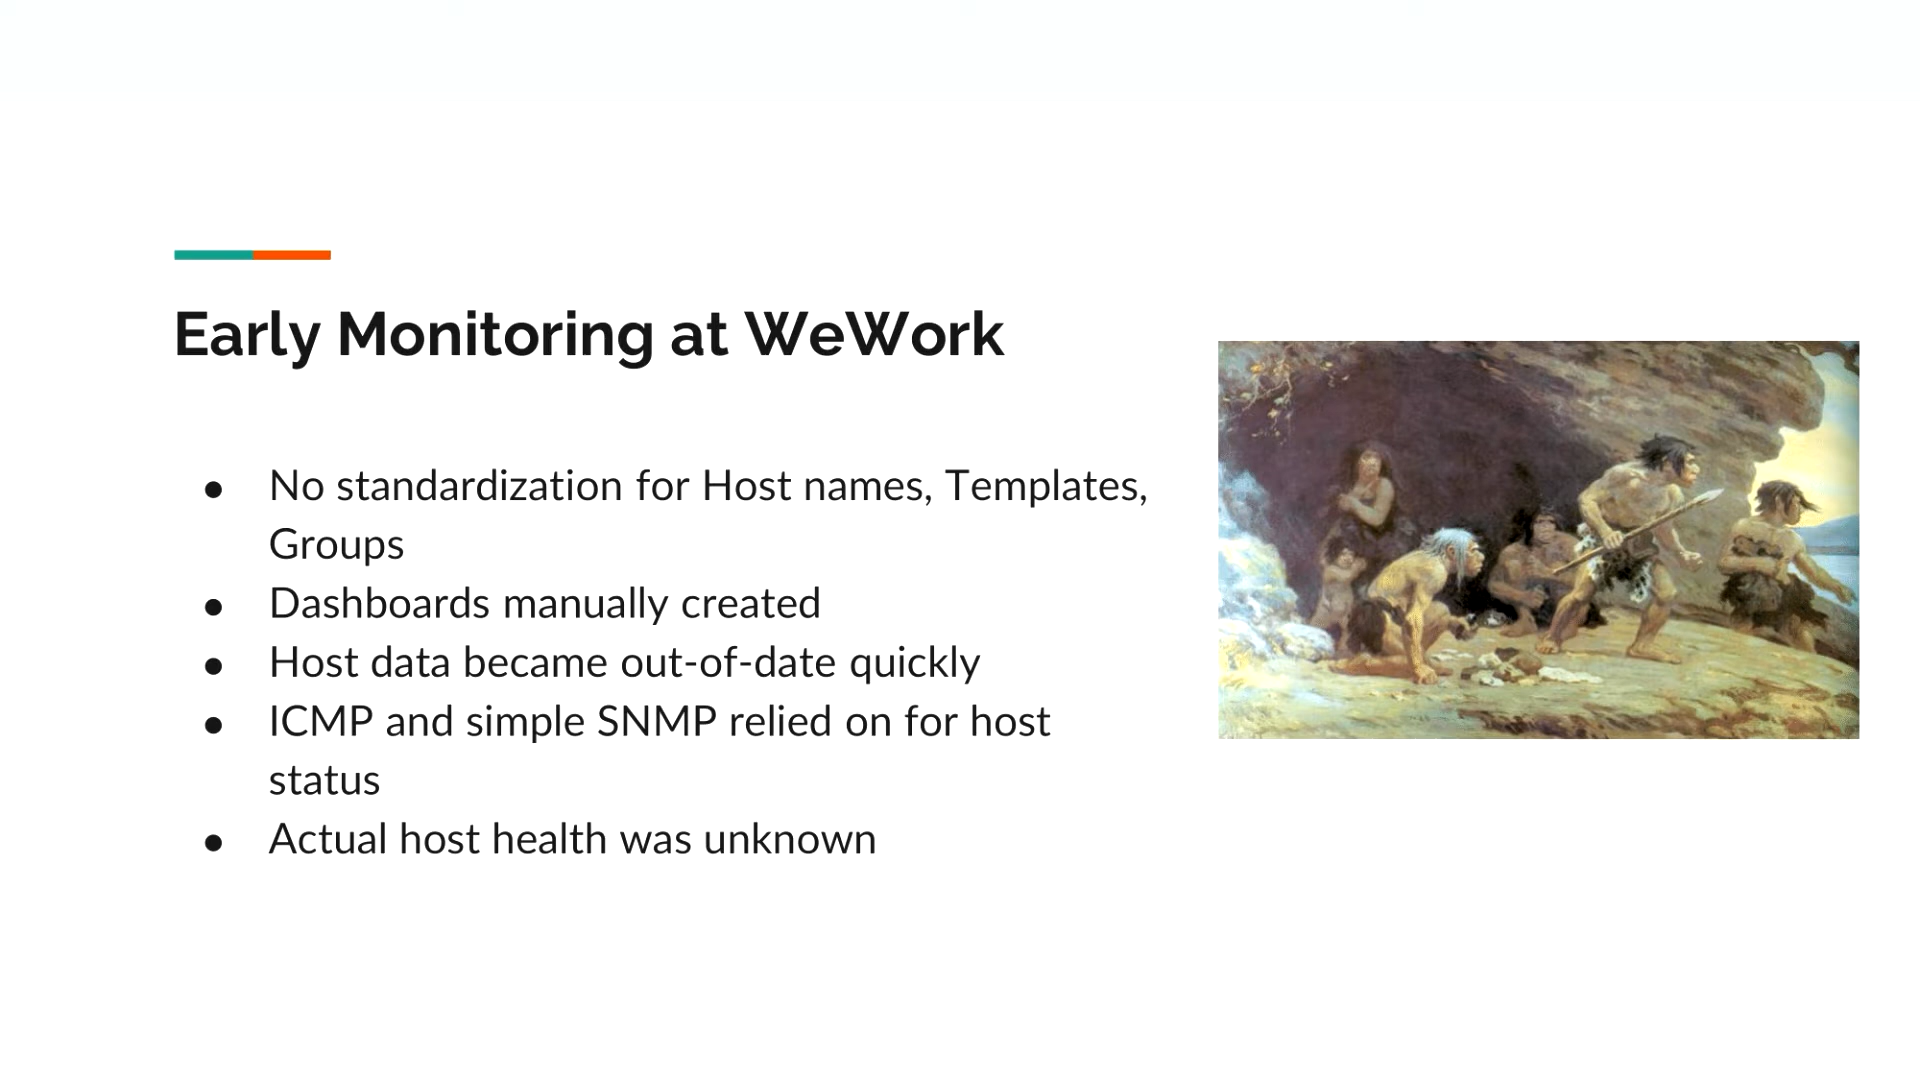 Early Monitoring at WeWork
● No standardization for Host names, Templates,
Groups
● Dashboards manually created
● Host data became out-of-date quickly
● ICMP and simple SNMP relied on for host
status
● Actual host health was unknown